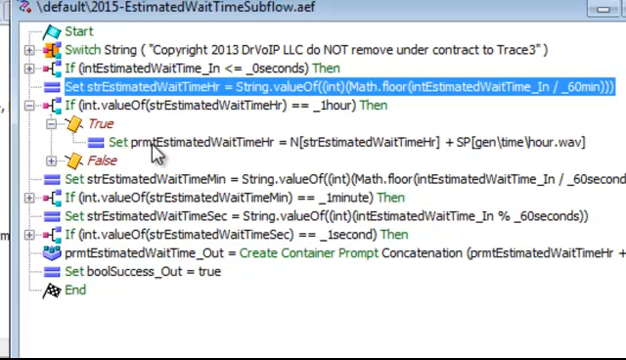 \default\2015-EstimatedWaitTimeSubflow.aef
Start
Switch String ( "Copyright 2013 DrVoIP LLC do NOT remove under contract to Trace3" )
If (intEstimatedWaitTime_In <= _0seconds) Then
Set strEstimatedWaitTimeHr = String.valueOf((int)(Math.floor(intEstimatedWaitTime_In / _60min)))
If (int.valueOf(strEstimatedWaitTimeHr) == _1hour) Then
True
Set prmtEstimatedWaitTimeHr = N[strEstimatedWaitTimeHr] + SP[gen\time\hour.wav]
False
Set strEstimatedWaitTimeMin = String.valueOf((int)(Math.floor(intEstimatedWaitTime_In / _60second
If (int.valueOf(strEstimatedWaitTimeMin) == _1minute) Then
Set strEstimatedWaitTimeSec = String.valueOf((int)(intEstimatedWaitTime_In % _60seconds))
If (int.valueOf(strEstimatedWaitTimeSec) == _1second) Then
prmtEstimatedWaitTime_Out = Create Container Prompt Concatenation (prmtEstimatedWaitTimeHr +
Set boolSuccess_Out = true
End